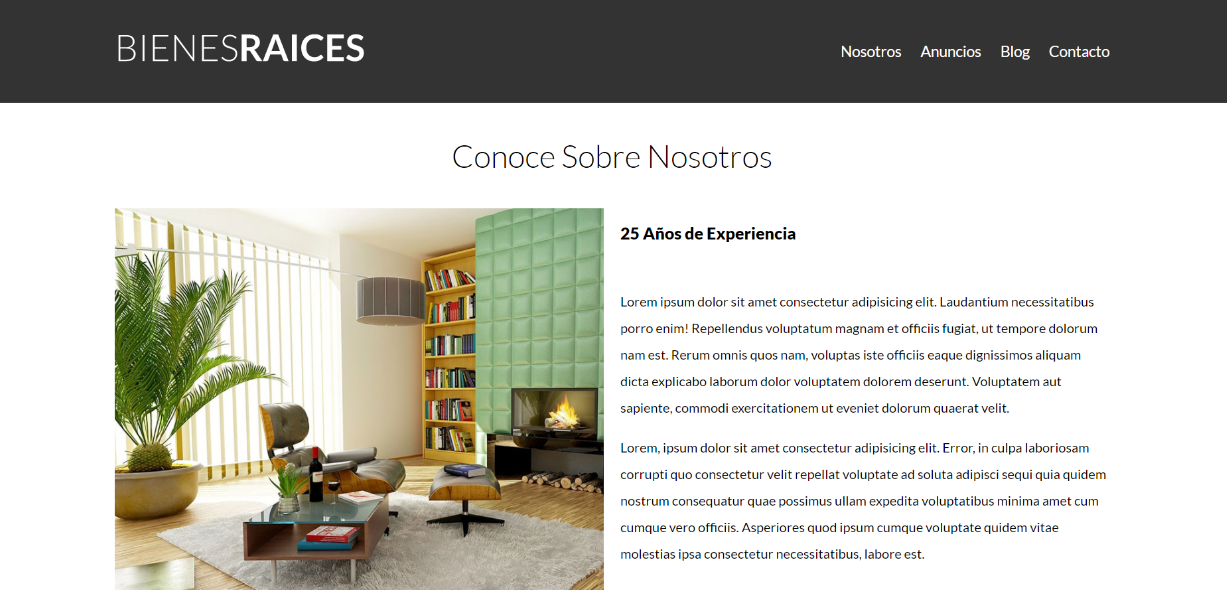 BIENESRAICES
Nosotros Anuncios Blog Contacto
Conoce Sobre Nosotros
25 Años de Experiencia
Lorem ipsum dolor sit amet consectetur adipisicing elit. Laudantium necessitatibus
porro enim! Repellendus voluptatum magnam et officiis fugiat, ut tempore dolorum
nam est. Rerum omnis quos nam, voluptas iste officiis eaque dignissimos aliquam
dicta explicabo laborum dolor voluptatem dolorem deserunt. Voluptatem aut
sapiente, commodi exercitationem ut eveniet dolorum quaerat velit.
Lorem, ipsum dolor sit amet consectetur adipisicing elit. Error, in culpa laboriosam
corrupti quo consectetur velit repellat voluptate ad soluta adipisci sequi quia quidem
nostrum consequatur quae possimus ullam expedita voluptatibus minima amet cum
cumque vero officiis. Asperiores quod ipsum cumque voluptate quidem vitae
molestias ipsa consectetur necessitatibus, labore est.